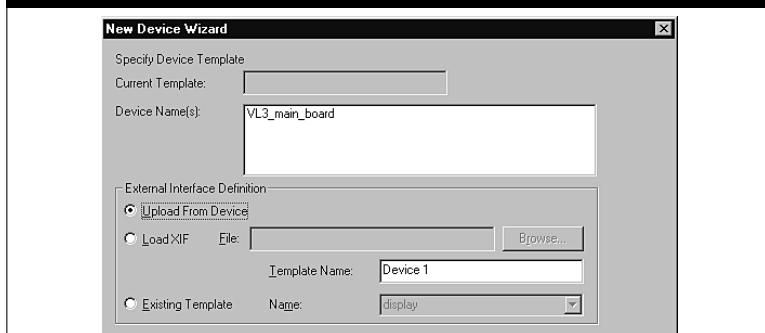 New Device Wizard
Specify Device Template
Current Template:
Device Name(s):
VL3_main_board
External Interface Definition
Upload From Device
Load XIF File: Browse...
Template Name: Device 1
Existing Template Name: display